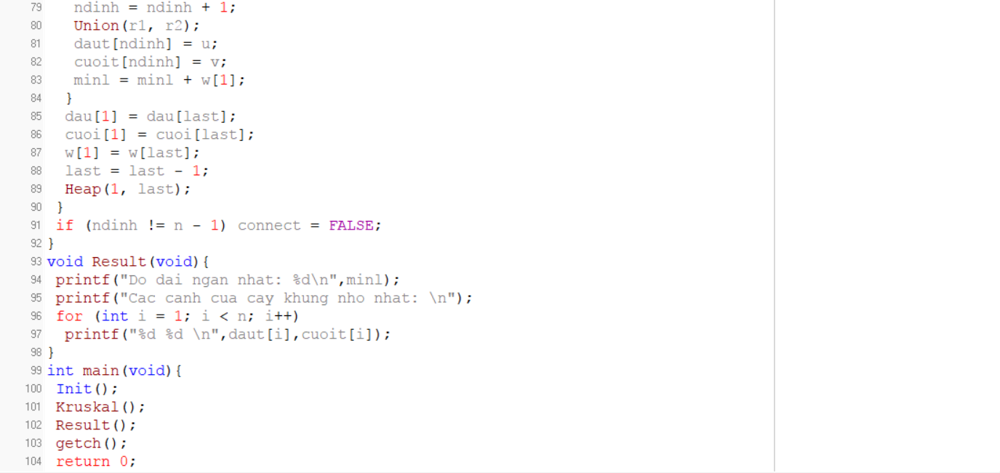 79 ndinh = ndinh + 1;
80 Union(r1, r2);
81 daut[ndinh] = u;
82 cuoit[ndinh] = v;
83 minl = minl + w[1];
84 }
85 dau[1] = dau[last];
86 cuoi[1] = cuoi[last];
87 w[1] = w[last];
88 last = last - 1;
89 Heap(1, last);
90 }
91 if (ndinh != n - 1) connect = FALSE;
92 }
93 void Result(void){
94 printf("Do dai ngan nhat: %d\n",minl);
95 printf("Cac canh cua cay khung nho nhat: \n");
96 for (int i = 1; i < n; i++)
97 printf("%d %d \n",daut[i],cuoit[i]);
98 }
99 int main(void){
100 Init();
101 Kruskal();
102 Result();
103 getch();
104 return 0;